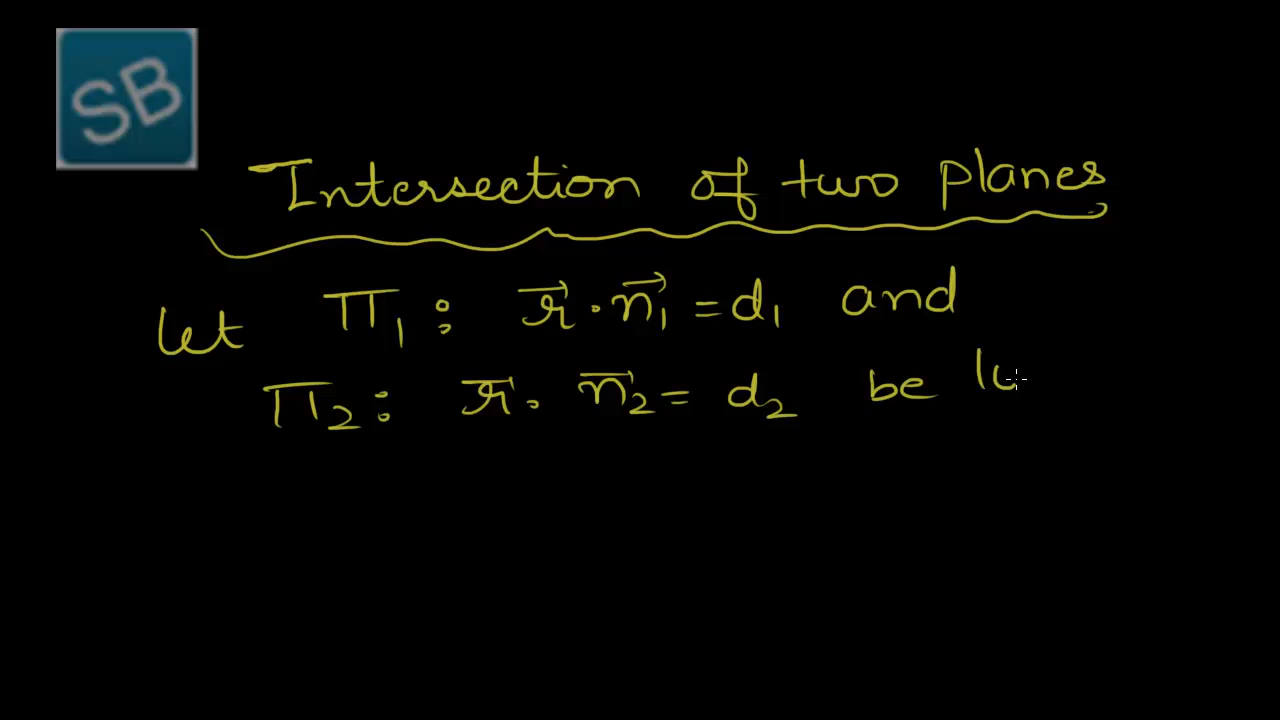 SB
Intersection of two planes
let π₁ : r⃗ · n⃗₁ = d₁ and
π₂ : r⃗ · n⃗₂ = d₂ be